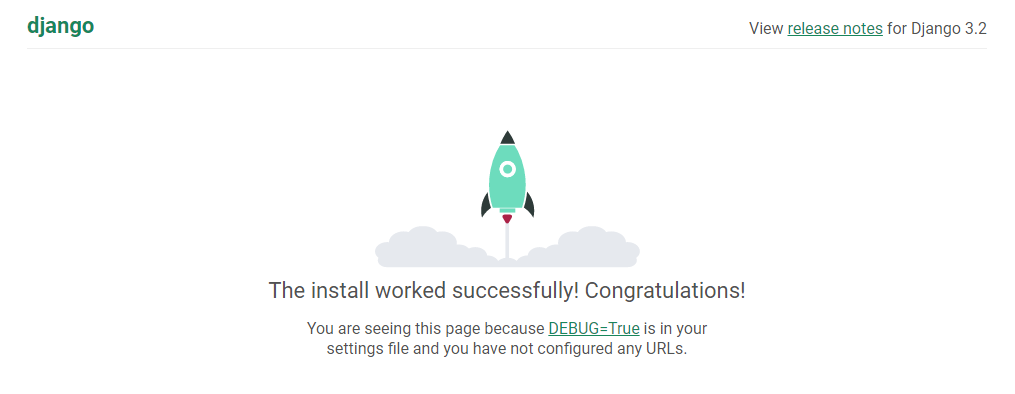 django
View release notes for Django 3.2
The install worked successfully! Congratulations!
You are seeing this page because DEBUG=True is in your
settings file and you have not configured any URLs.